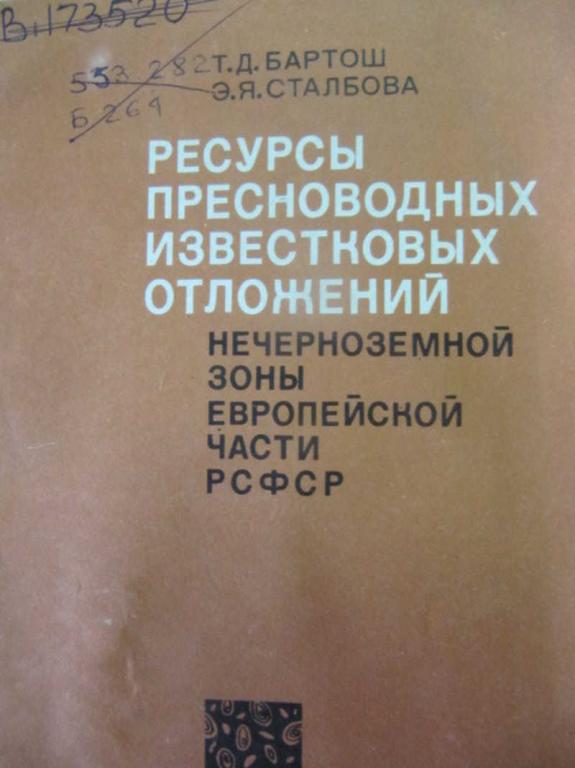 В.173520
553 282
Б 269
Т.Д. БАРТОШ
Э.Я.СТАЛБОВА
РЕСУРСЫ
ПРЕСНОВОДНЫХ
ИЗВЕСТКОВЫХ
ОТЛОЖЕНИЙ
НЕЧЕРНОЗЕМНОЙ
ЗОНЫ
ЕВРОПЕЙСКОЙ
ЧАСТИ
РСФСР